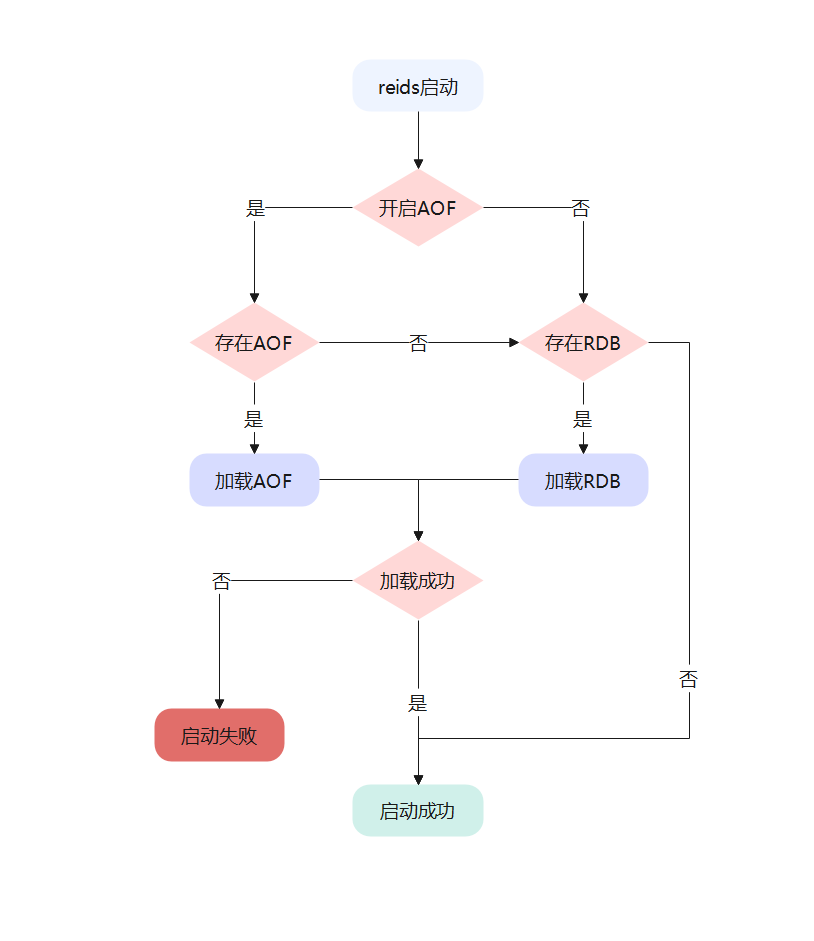 reids启动
开启AOF
是
否
存在AOF
否
存在RDB
是
是
加载AOF
加载RDB
加载成功
否
否
是
启动失败
启动成功